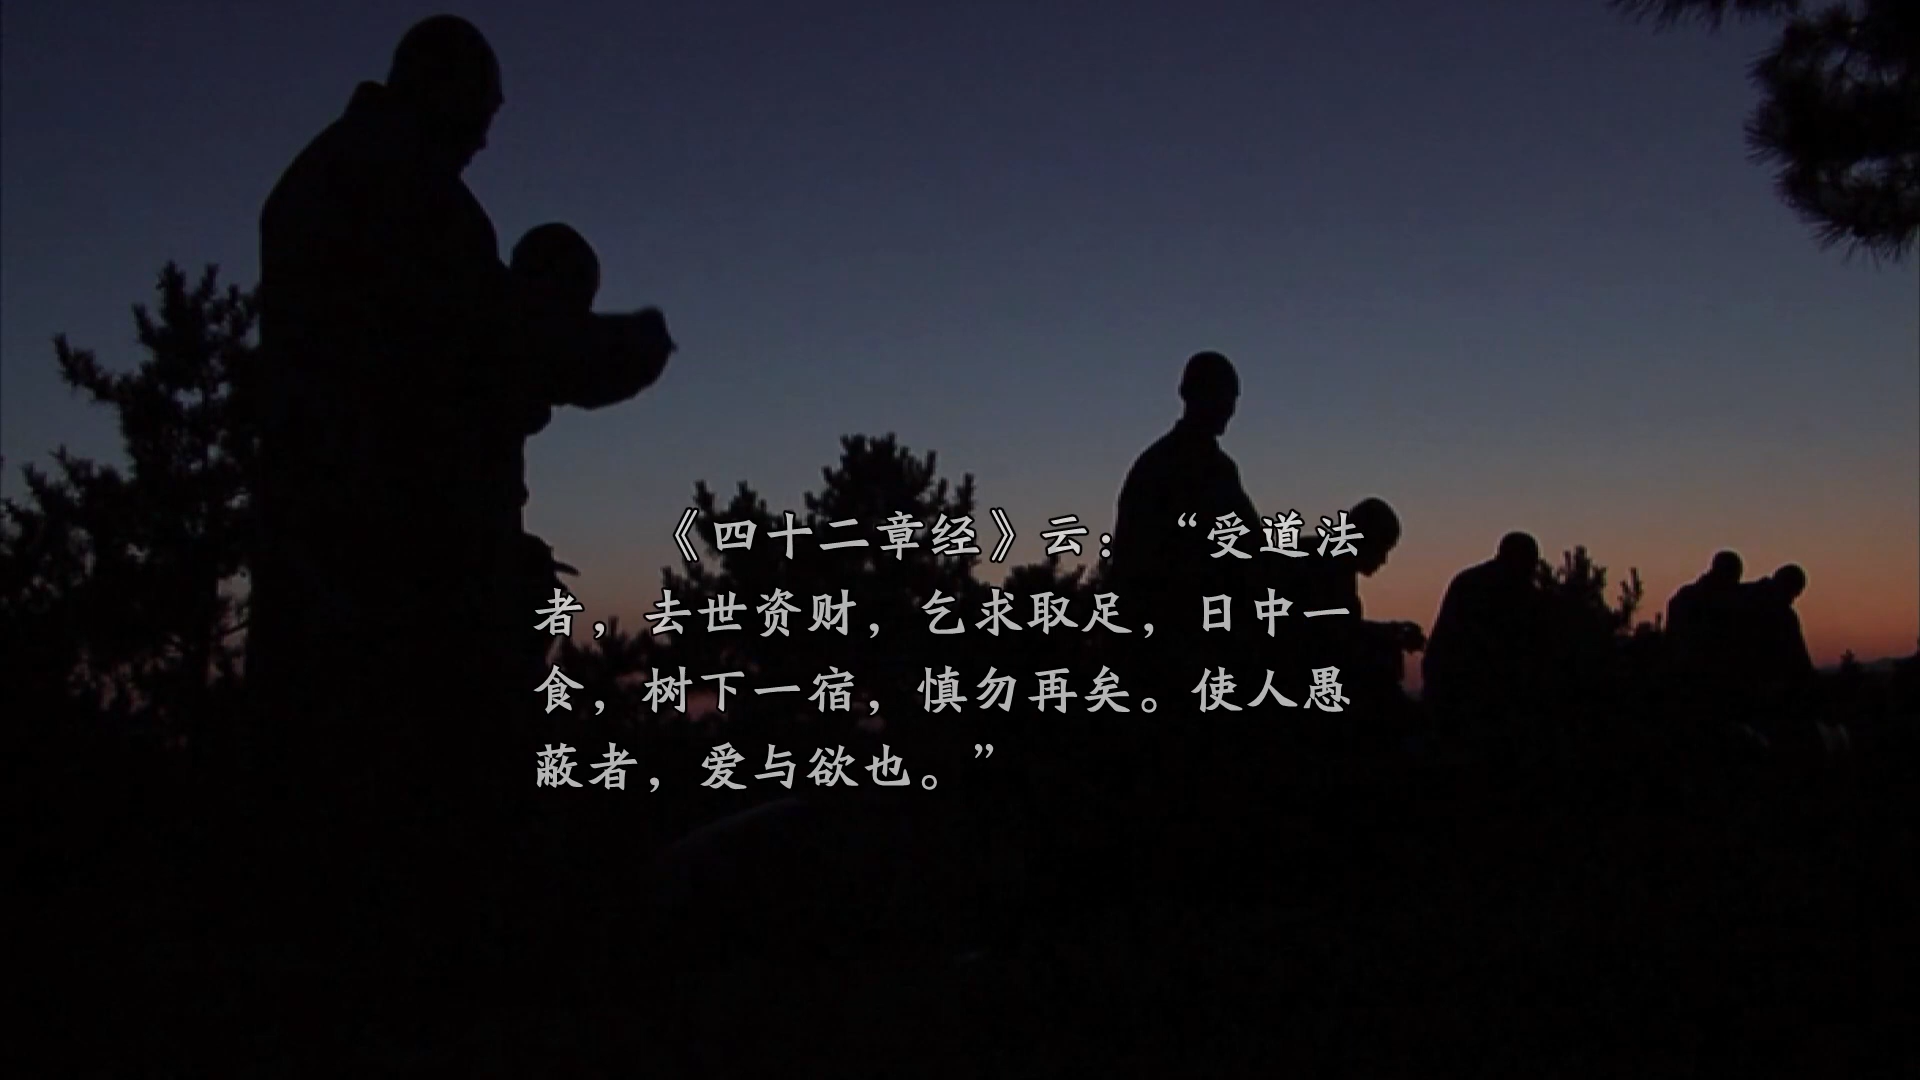 《四十二章经》云：“受道法
者，去世资财，乞求取足，日中一
食，树下一宿，慎勿再矣。使人愚
蔽者，爱与欲也。”